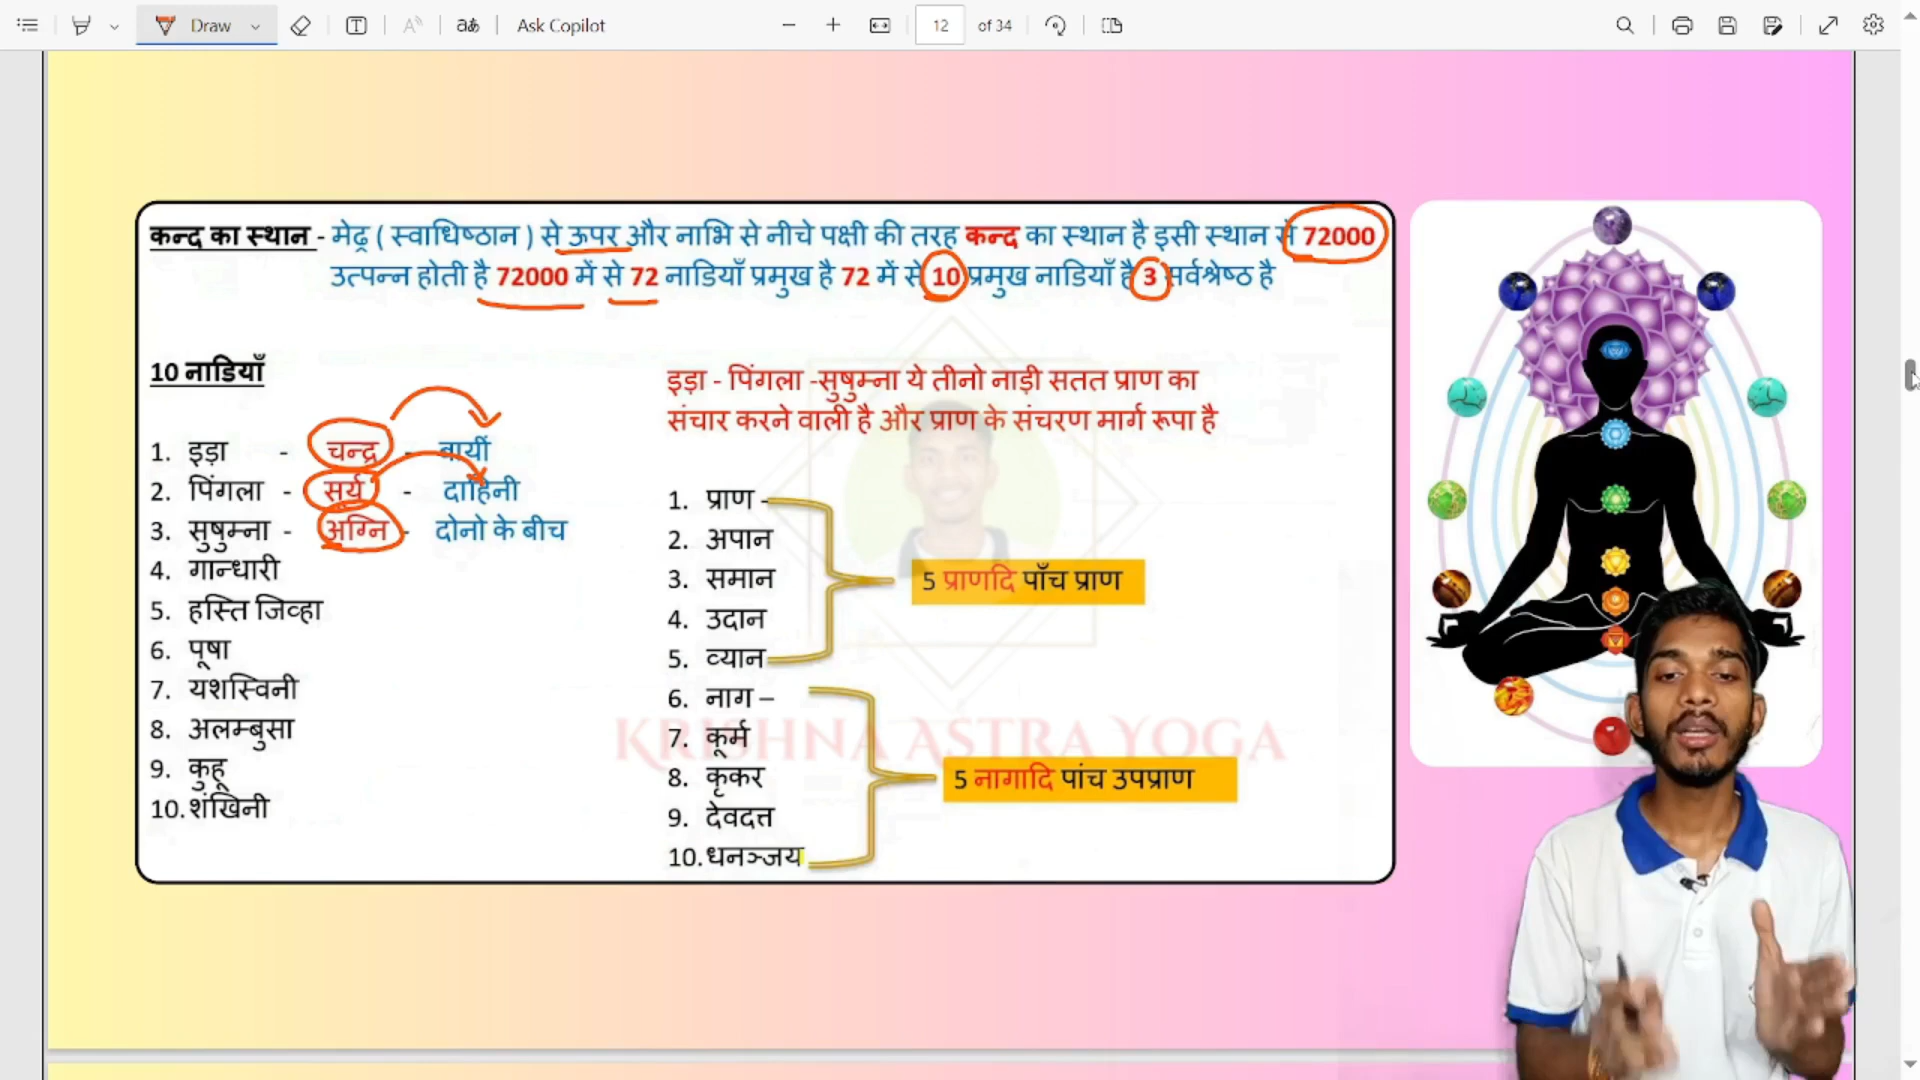 Draw
Ask Copilot
12
of 34
कन्द का स्थान - मेढ्र ( स्वाधिष्ठान ) से ऊपर और नाभि से नीचे पक्षी की तरह कन्द का स्थान है इसी स्थान से 72000
उत्पन्न होती है 72000 में से 72 नाडियाँ प्रमुख है 72 में से 10 प्रमुख नाडियाँ है 3 सर्वश्रेष्ठ है
10 नाडियाँ
1. इड़ा - चन्द्र - बायीं
2. पिंगला - सूर्य - दाहिनी
3. सुषुम्ना - अग्नि - दोनो के बीच
4. गान्धारी
5. हस्ति जिव्हा
6. पूषा
7. यशस्विनी
8. अलम्बुसा
9. कुहू
10. शंखिनी
इड़ा - पिंगला -सुषुम्ना ये तीनो नाड़ी सतत प्राण का
संचार करने वाली है और प्राण के संचरण मार्ग रूपा है
1. प्राण -
2. अपान
3. समान
4. उदान
5. व्यान
5 प्राणदि पाँच प्राण
6. नाग –
7. कूर्म
8. कृकर
9. देवदत्त
10. धनञ्जय
5 नागादि पांच उपप्राण
KRISHNA ASTRA YOGA